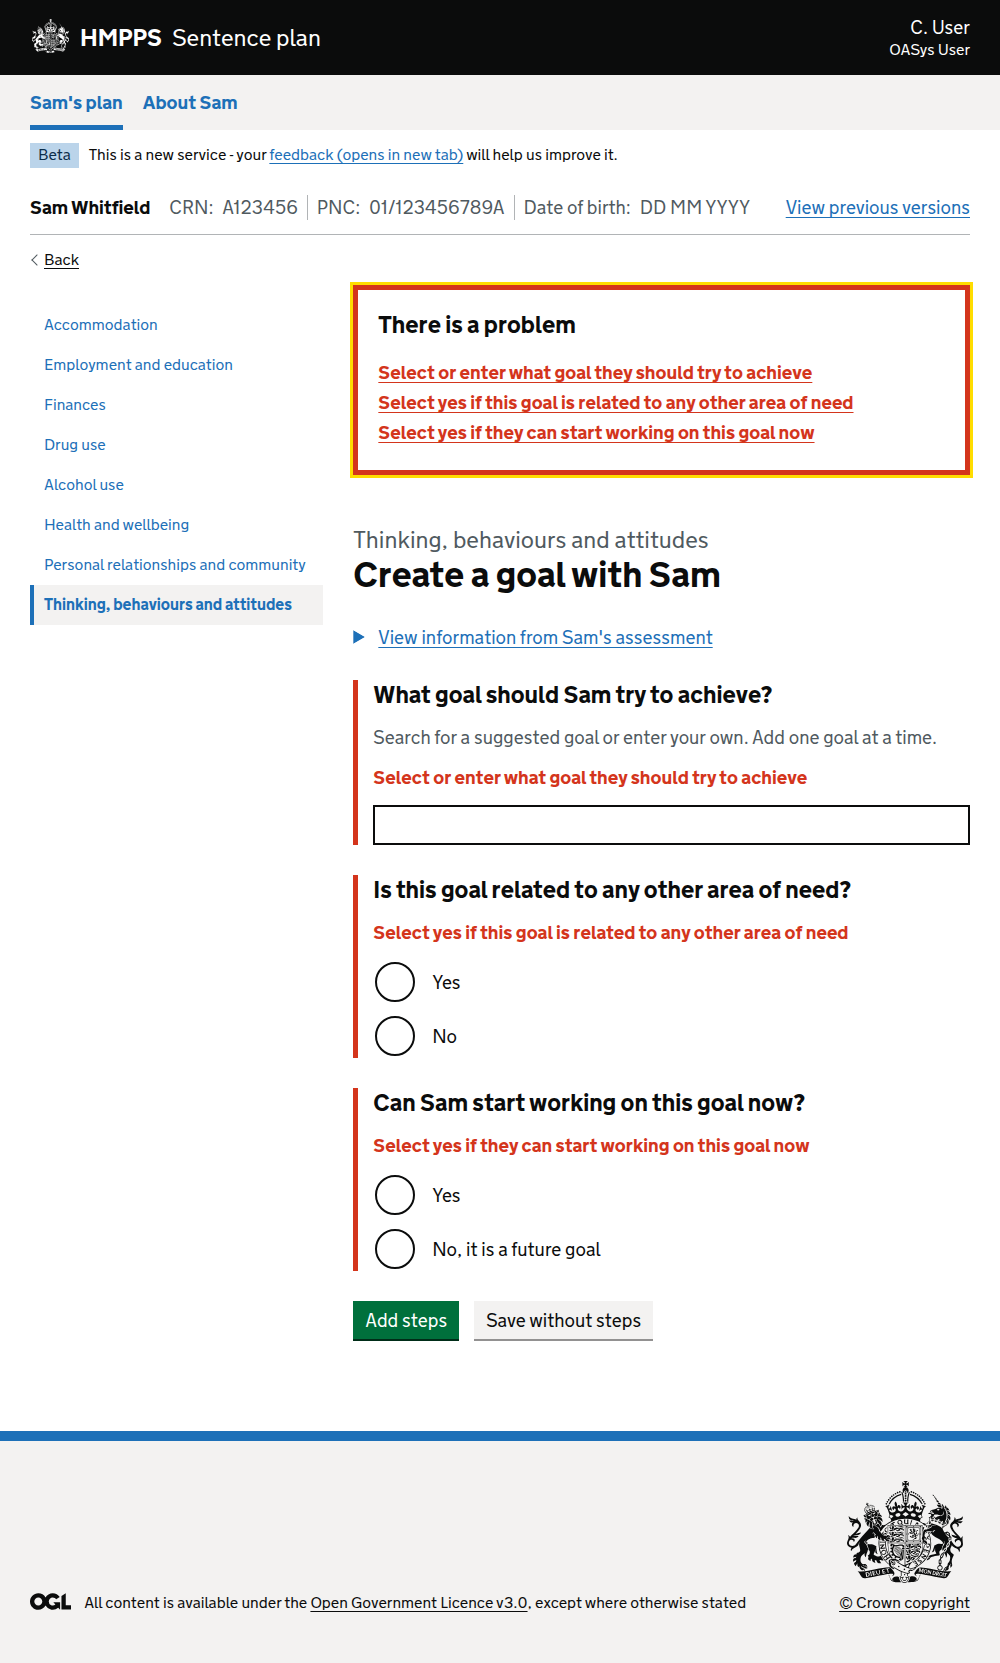 HMPPS Sentence plan
C. User
OASys User
Sam's plan About Sam
Beta This is a new service - your feedback (opens in new tab) will help us improve it.
Sam Whitfield CRN: A123456 PNC: 01/123456789A Date of birth: DD MM YYYY View previous versions
Back
Accommodation
Employment and education
Finances
Drug use
Alcohol use
Health and wellbeing
Personal relationships and community
Thinking, behaviours and attitudes
There is a problem
Select or enter what goal they should try to achieve
Select yes if this goal is related to any other area of need
Select yes if they can start working on this goal now
Thinking, behaviours and attitudes
Create a goal with Sam
View information from Sam's assessment
What goal should Sam try to achieve?
Search for a suggested goal or enter your own. Add one goal at a time.
Select or enter what goal they should try to achieve
Is this goal related to any other area of need?
Select yes if this goal is related to any other area of need
Yes
No
Can Sam start working on this goal now?
Select yes if they can start working on this goal now
Yes
No, it is a future goal
Add steps Save without steps
DIEU ET MON DROIT
OGL All content is available under the Open Government Licence v3.0, except where otherwise stated
© Crown copyright